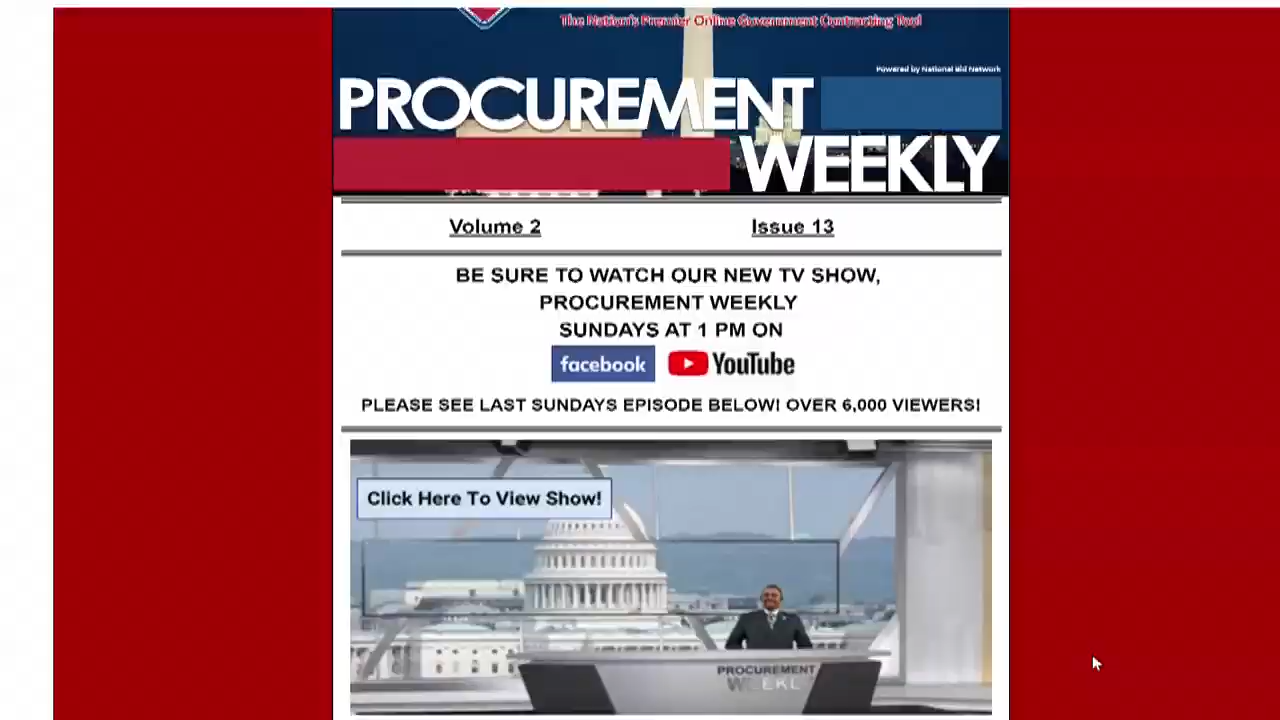 The Nation's Premier Online Government Contracting Tool
Powered by National Bid Network
PROCUREMENT
WEEKLY
Volume 2 Issue 13
BE SURE TO WATCH OUR NEW TV SHOW,
PROCUREMENT WEEKLY
SUNDAYS AT 1 PM ON
facebook YouTube
PLEASE SEE LAST SUNDAYS EPISODE BELOW! OVER 6,000 VIEWERS!
Click Here To View Show!
PROCUREMENT
WEEKLY